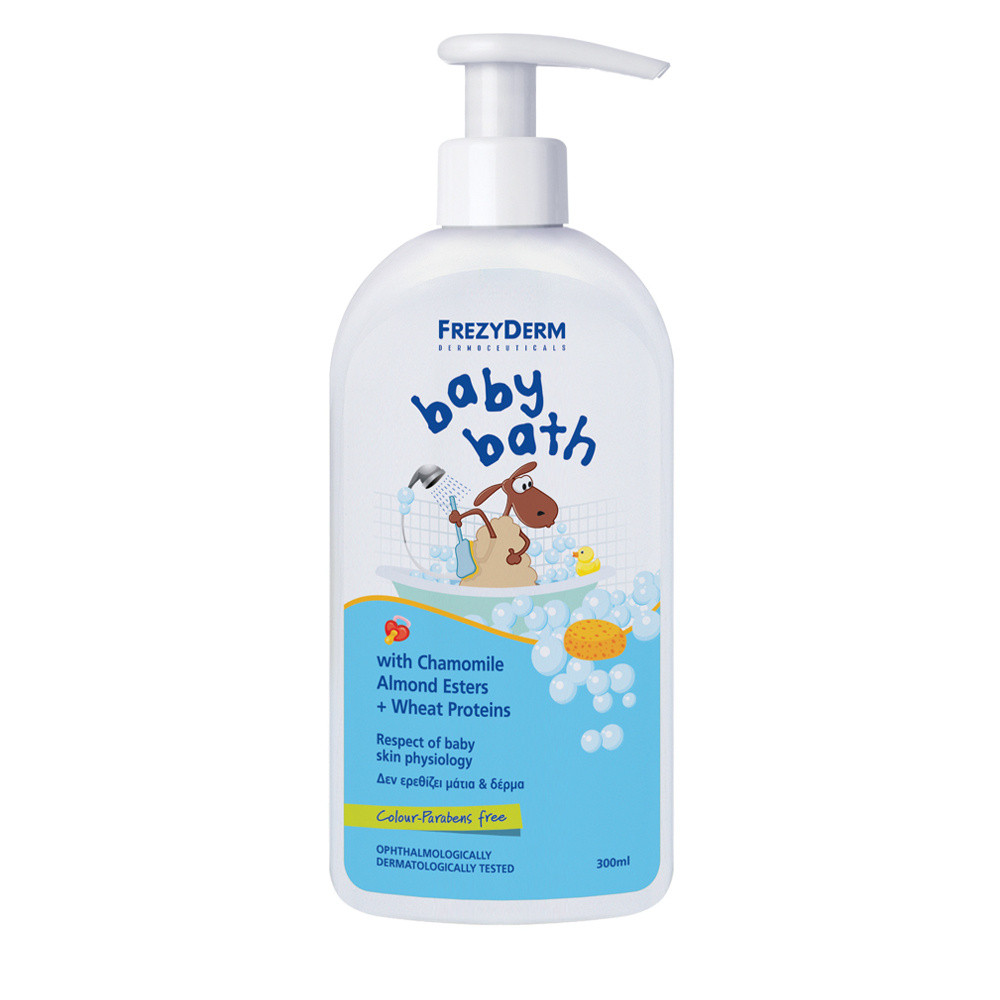 FREZYDERM
DERMOCEUTICALS
baby
bath
with Chamomile
Almond Esters
+ Wheat Proteins
Respect of baby
skin physiology
Δεν ερεθίζει μάτια & δέρμα
Colour-Parabens free
OPHTHALMOLOGICALLY
DERMATOLOGICALLY TESTED
300ml